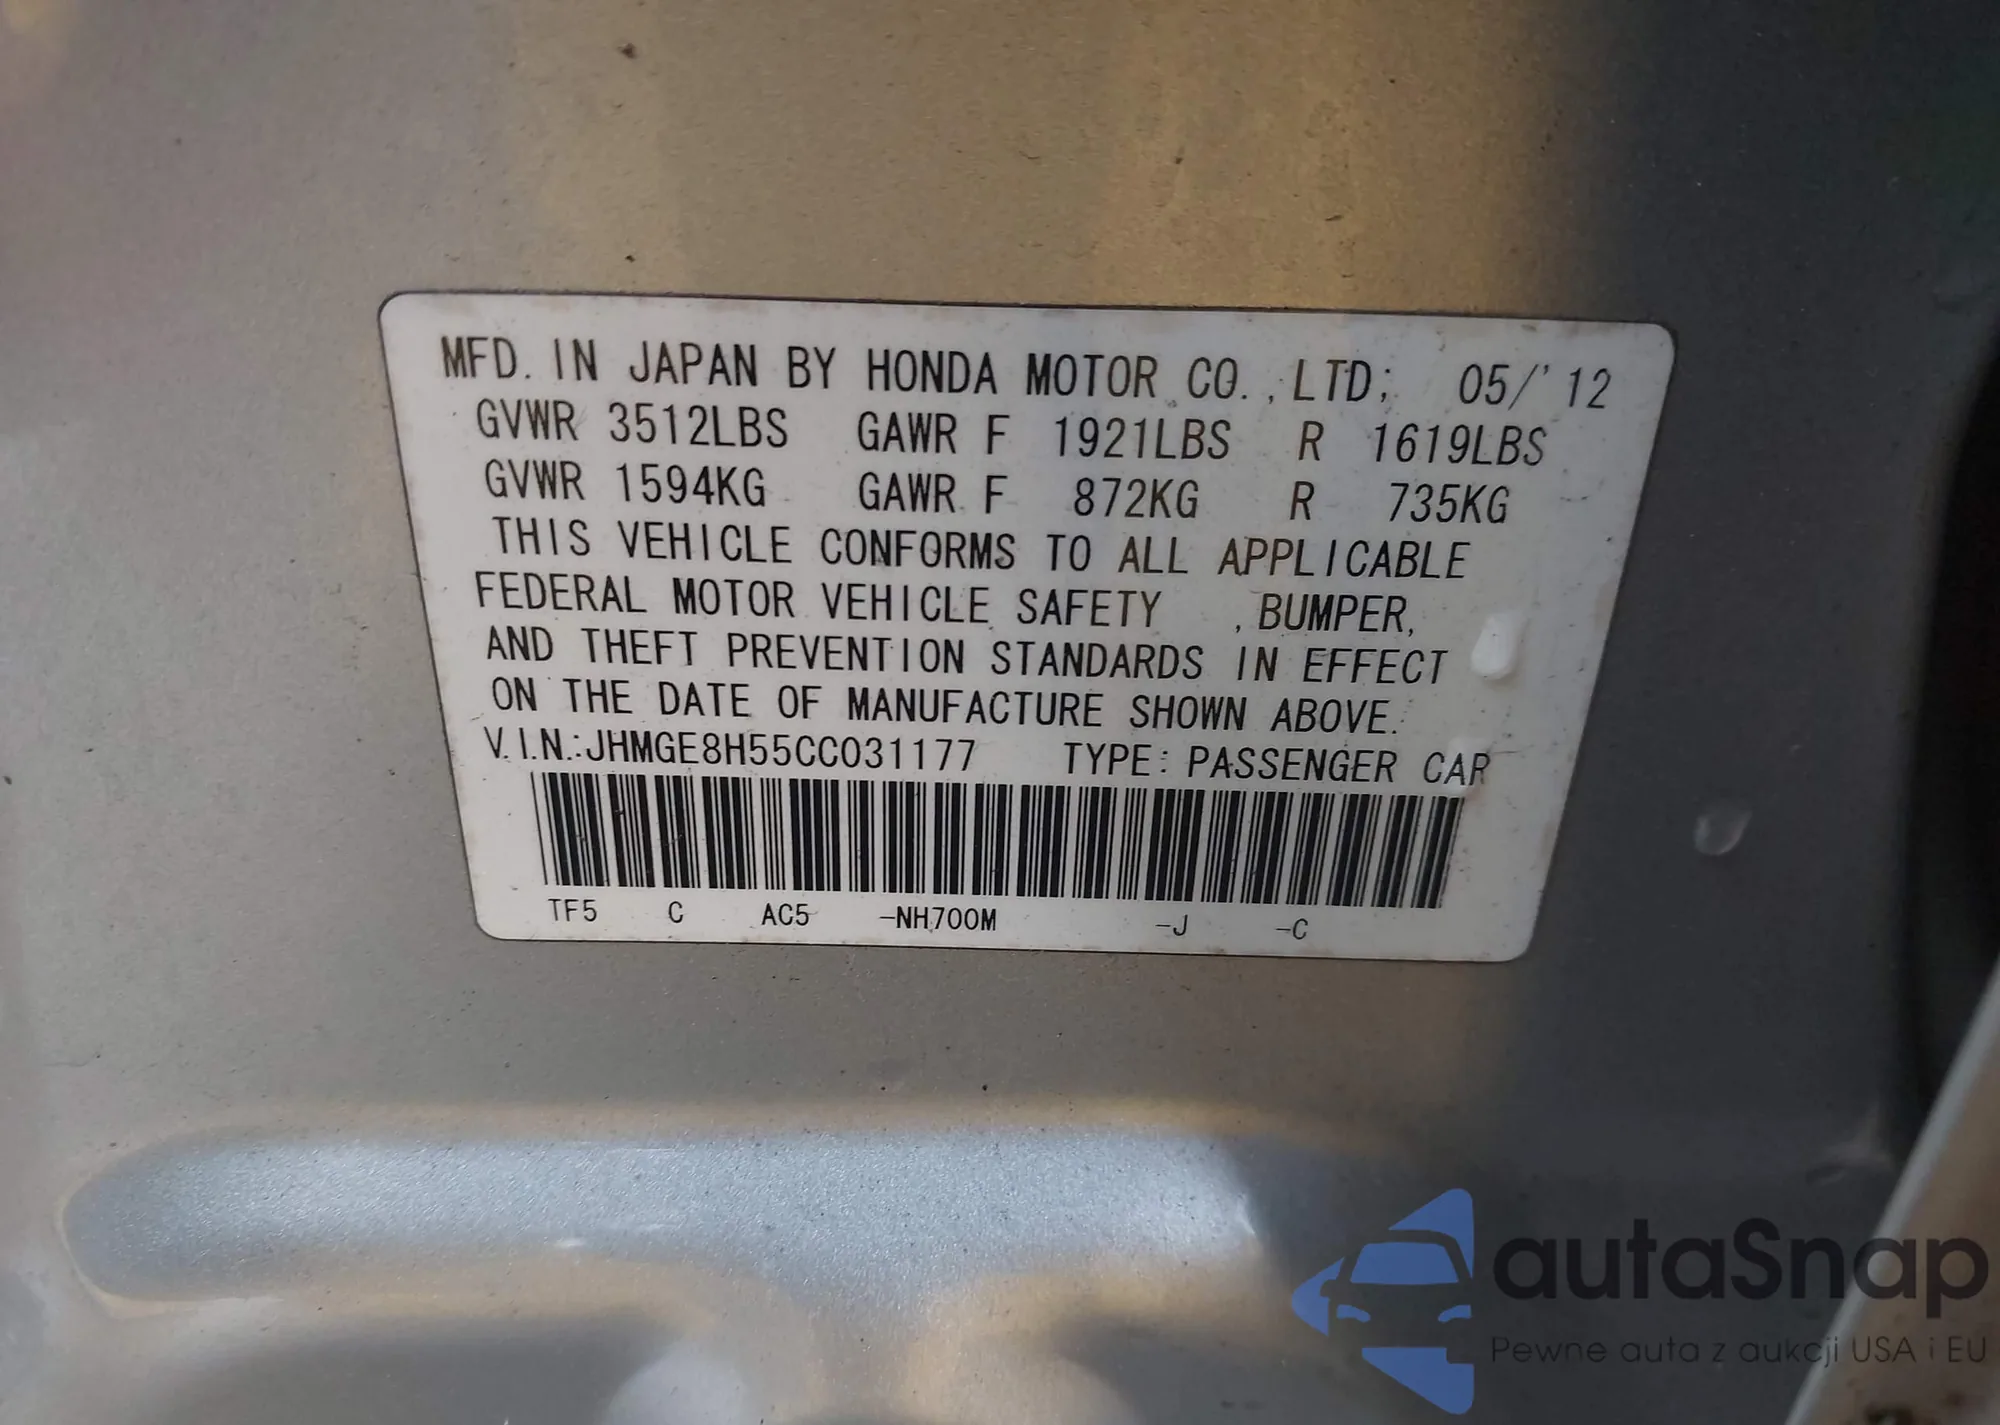 MFD. IN JAPAN BY HONDA MOTOR CO., LTD; 05/'12
GVWR 3512LBS GAWR F 1921LBS R 1619LBS
GVWR 1594KG GAWR F 872KG R 735KG
THIS VEHICLE CONFORMS TO ALL APPLICABLE
FEDERAL MOTOR VEHICLE SAFETY , BUMPER,
AND THEFT PREVENTION STANDARDS IN EFFECT
ON THE DATE OF MANUFACTURE SHOWN ABOVE.
V.I.N.:JHMGE8H55CC031177 TYPE: PASSENGER CAR
TF5 C AC5 -NH700M -J -C
autaSnap
Pewne auta z aukcji USA i EU